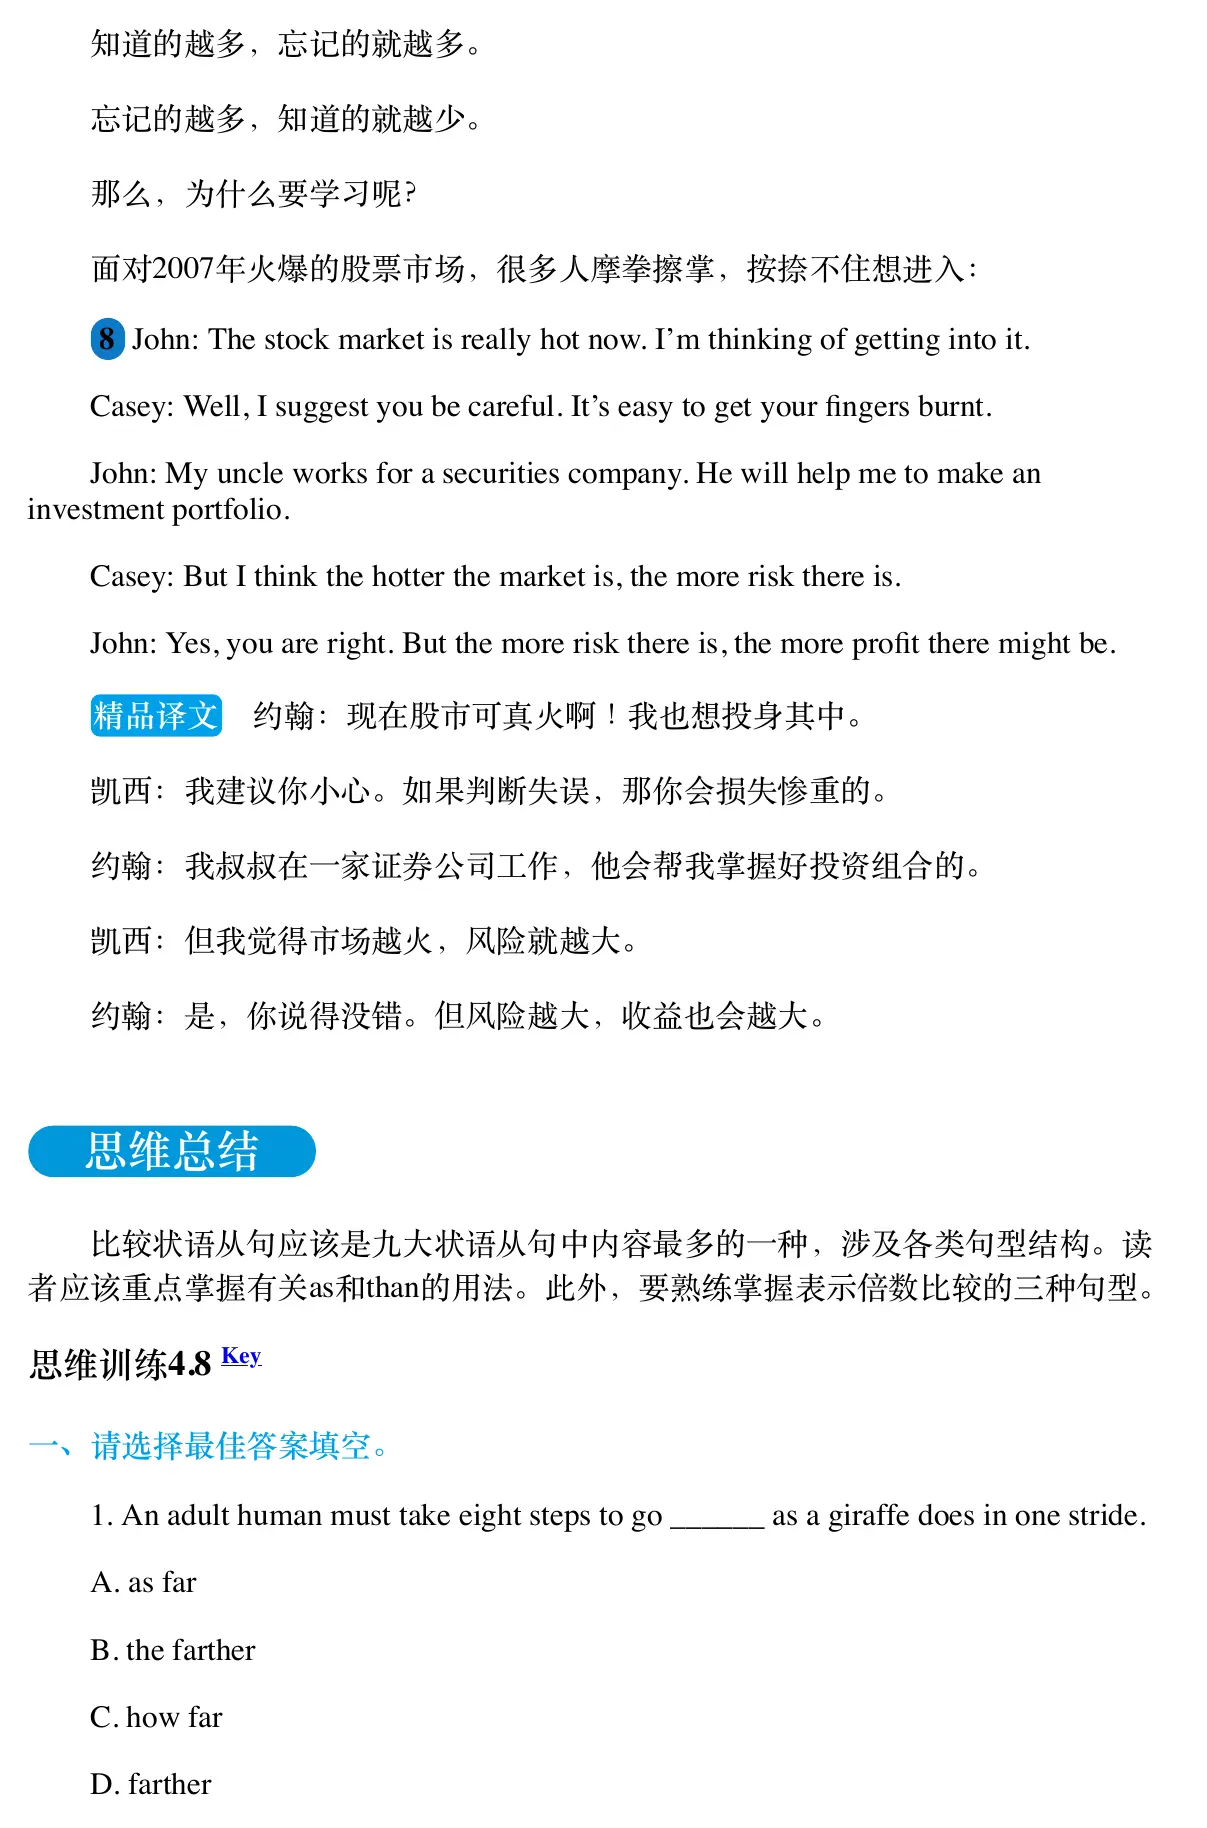 知道的越多，忘记的就越多。
忘记的越多，知道的就越少。
那么，为什么要学习呢？
面对2007年火爆的股票市场，很多人摩拳擦掌，按捺不住想进入：
8 John: The stock market is really hot now. I’m thinking of getting into it.
Casey: Well, I suggest you be careful. It’s easy to get your fingers burnt.
John: My uncle works for a securities company. He will help me to make an
investment portfolio.
Casey: But I think the hotter the market is, the more risk there is.
John: Yes, you are right. But the more risk there is, the more profit there might be.
精品译文 约翰：现在股市可真火啊！我也想投身其中。
凯西：我建议你小心。如果判断失误，那你会损失惨重的。
约翰：我叔叔在一家证券公司工作，他会帮我掌握好投资组合的。
凯西：但我觉得市场越火，风险就越大。
约翰：是，你说得没错。但风险越大，收益也会越大。
思维总结
比较状语从句应该是九大状语从句中内容最多的一种，涉及各类句型结构。读
者应该重点掌握有关as和than的用法。此外，要熟练掌握表示倍数比较的三种句型。
思维训练4.8 Key
一、请选择最佳答案填空。
1. An adult human must take eight steps to go ______ as a giraffe does in one stride.
A. as far
B. the farther
C. how far
D. farther